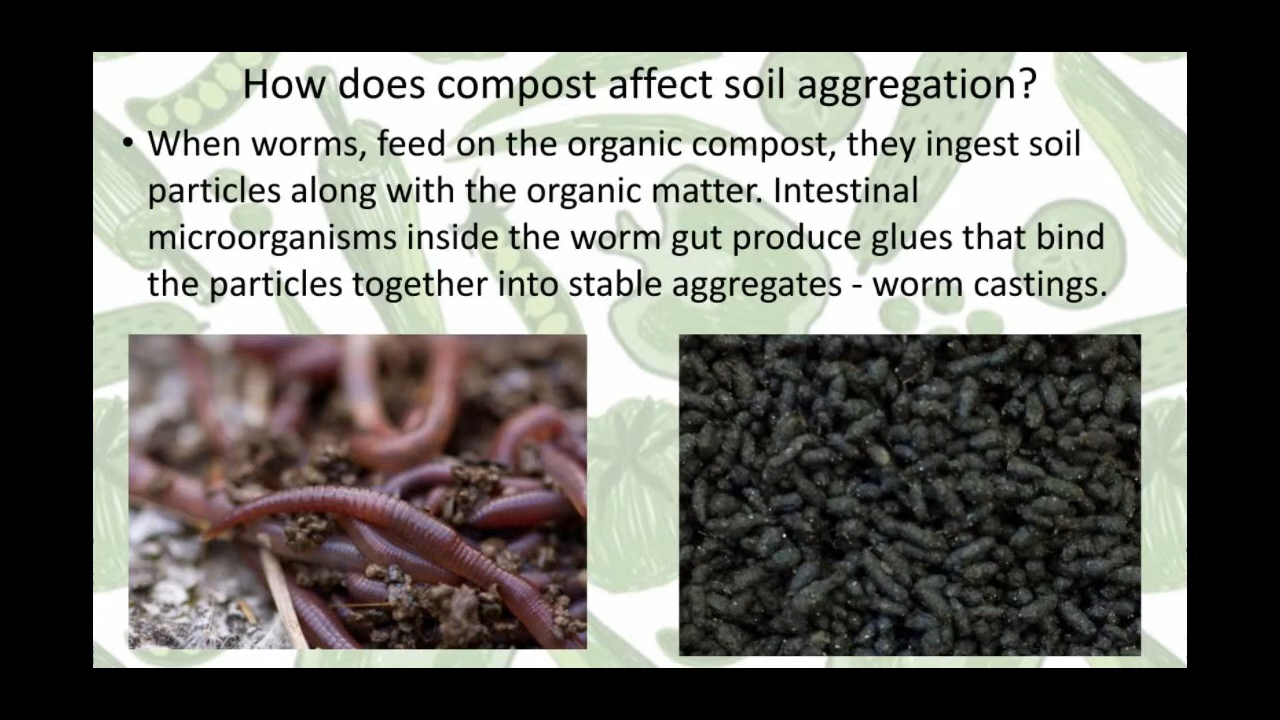 How does compost affect soil aggregation?
• When worms, feed on the organic compost, they ingest soil
particles along with the organic matter. Intestinal
microorganisms inside the worm gut produce glues that bind
the particles together into stable aggregates - worm castings.